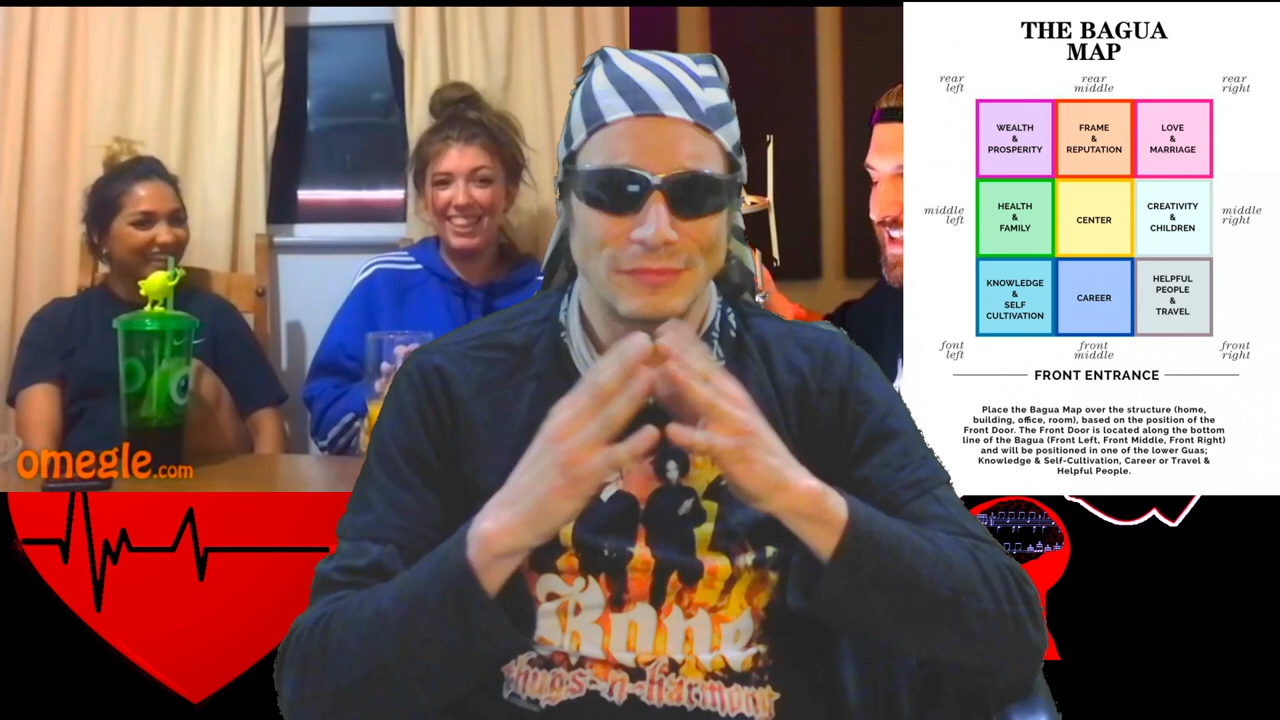 omegle.com
Bone
thugs-n-harmony
THE BAGUA
MAP
rear
left
rear
middle
rear
right
WEALTH
&
PROSPERITY
FRAME
&
REPUTATION
LOVE
&
MARRIAGE
middle
left
HEALTH
&
FAMILY
CENTER
CREATIVITY
&
CHILDREN
middle
right
KNOWLEDGE
&
SELF
CULTIVATION
CAREER
HELPFUL
PEOPLE
&
TRAVEL
font
left
front
middle
front
right
FRONT ENTRANCE
Place the Bagua Map over the structure (home,
building, office, room), based on the position of the
Front Door. The Front Door is located along the bottom
line of the Bagua (Front Left, Front Middle, Front Right)
and will be positioned in one of the lower Guas;
Knowledge & Self-Cultivation, Career or Travel &
Helpful People.